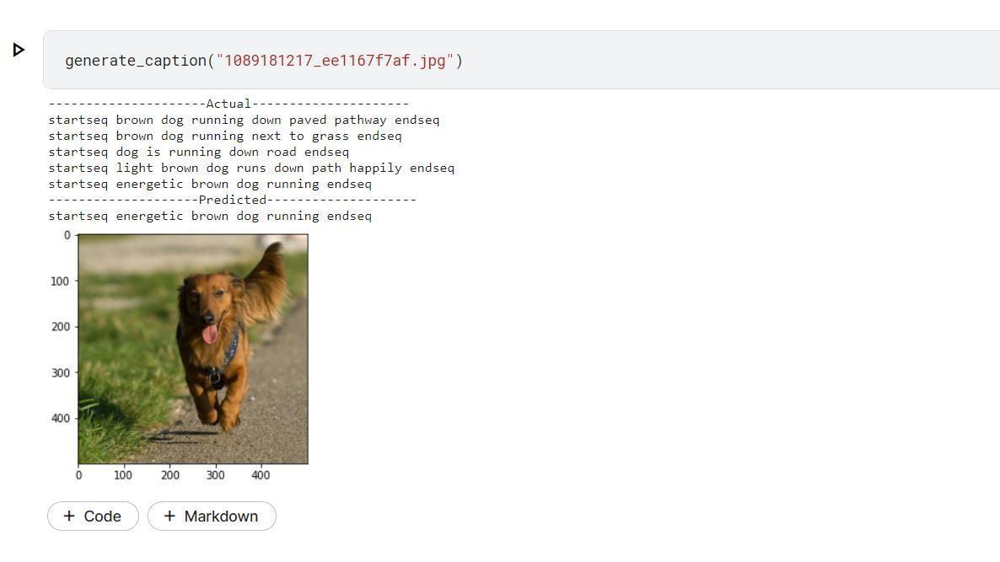 generate_caption("1089181217_ee1167f7af.jpg")
---------------------Actual---------------------
startseq brown dog running down paved pathway endseq
startseq brown dog running next to grass endseq
startseq dog is running down road endseq
startseq light brown dog runs down path happily endseq
startseq energetic brown dog running endseq
--------------------Predicted--------------------
startseq energetic brown dog running endseq
0
100
200
300
400
0 100 200 300 400
+ Code + Markdown